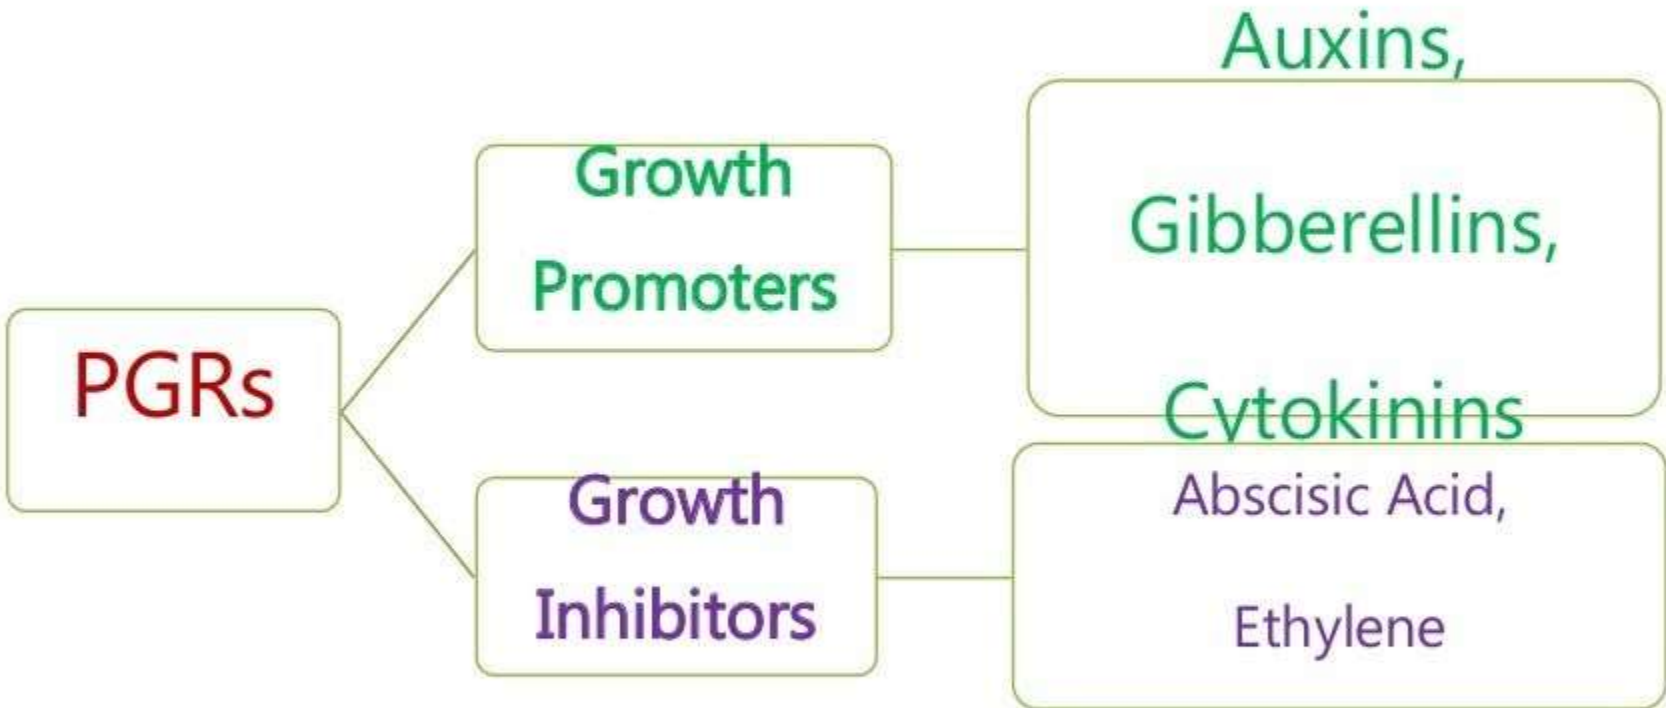 PGRs
Growth
Promoters
Auxins,
Gibberellins,
Cytokinins
Growth
Inhibitors
Abscisic Acid,
Ethylene